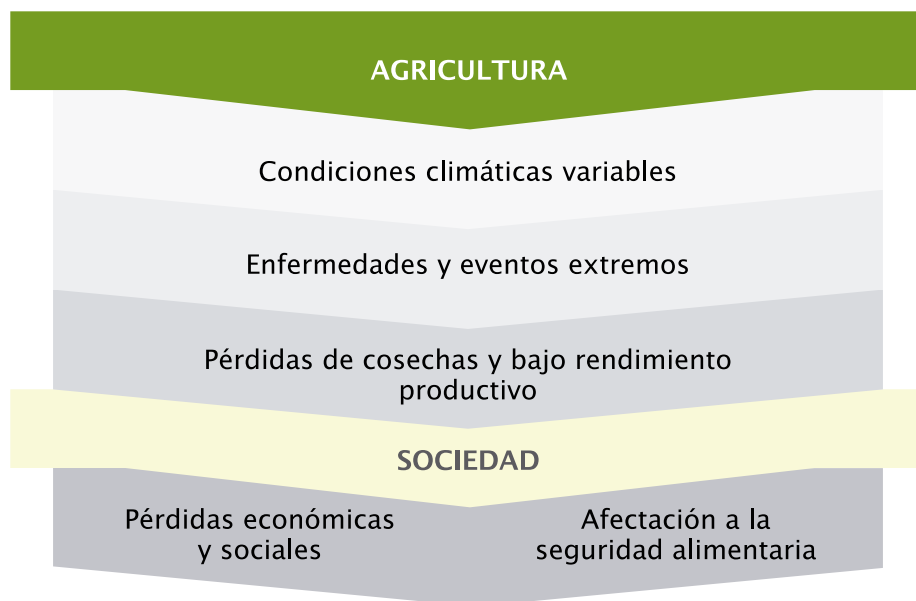 AGRICULTURA
Condiciones climáticas variables
Enfermedades y eventos extremos
Pérdidas de cosechas y bajo rendimiento
productivo
SOCIEDAD
Pérdidas económicas
y sociales
Afectación a la
seguridad alimentaria